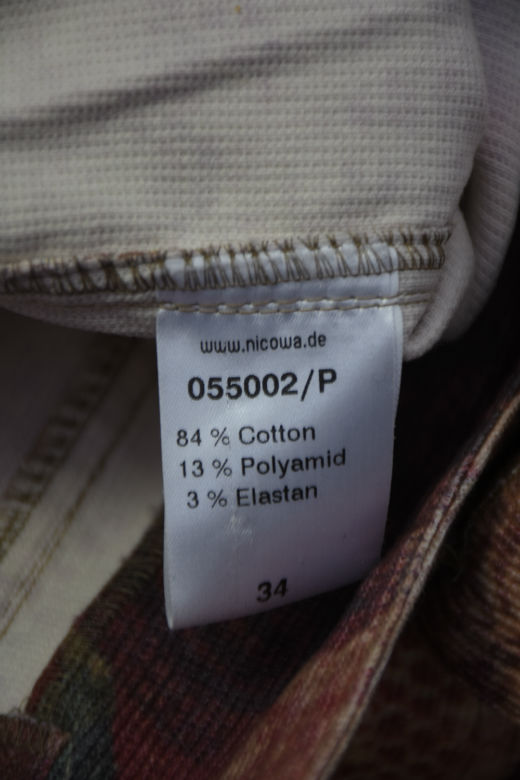 www.nicowa.de
055002/P
84 % Cotton
13 % Polyamid
3 % Elastan
34